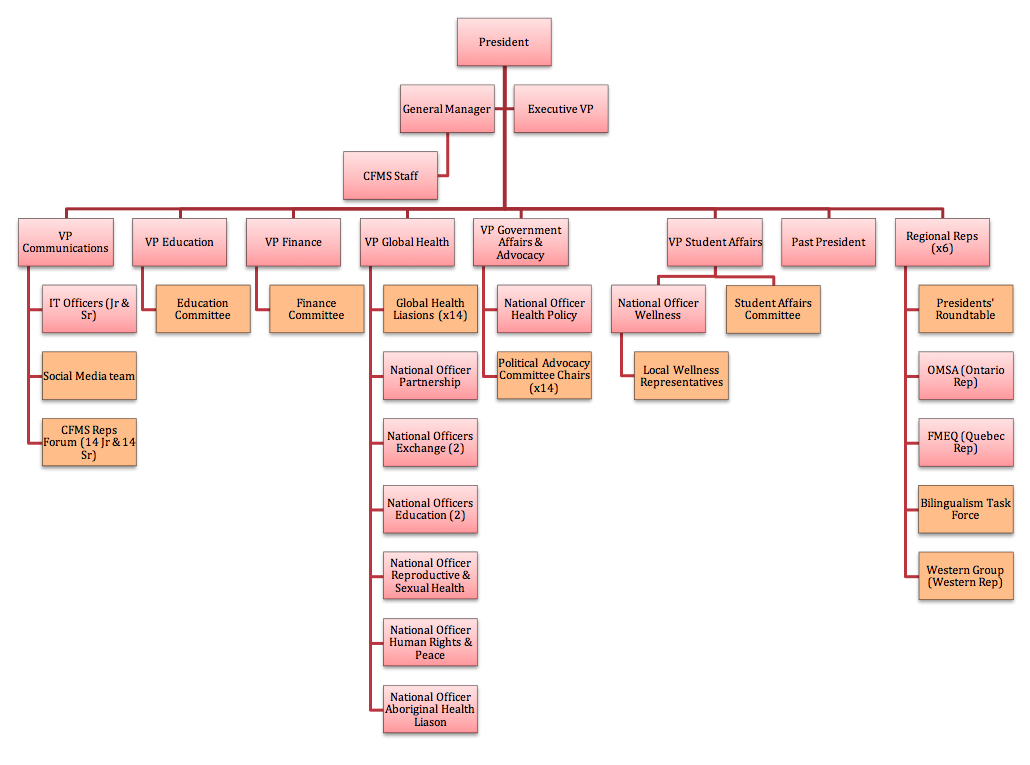 President
General Manager
Executive VP
CFMS Staff
VP
Communications
VP Education
VP Finance
VP Global Health
VP Government
Affairs &
Advocacy
VP Student Affairs
Past President
Regional Reps
(x6)
IT Officers (Jr &
Sr)
Social Media team
CFMS Reps
Forum (14 Jr & 14
Sr)
Education
Committee
Finance
Committee
Global Health
Liasions (x14)
National Officer
Partnership
National Officers
Exchange (2)
National Officers
Education (2)
National Officer
Reproductive &
Sexual Health
National Officer
Human Rights &
Peace
National Officer
Aboriginal Health
Liason
National Officer
Health Policy
Political Advocacy
Committee Chairs
(x14)
National Officer
Wellness
Local Wellness
Representatives
Student Affairs
Committee
Presidents'
Roundtable
OMSA (Ontario
Rep)
FMEQ (Quebec
Rep)
Bilingualism Task
Force
Western Group
(Western Rep)